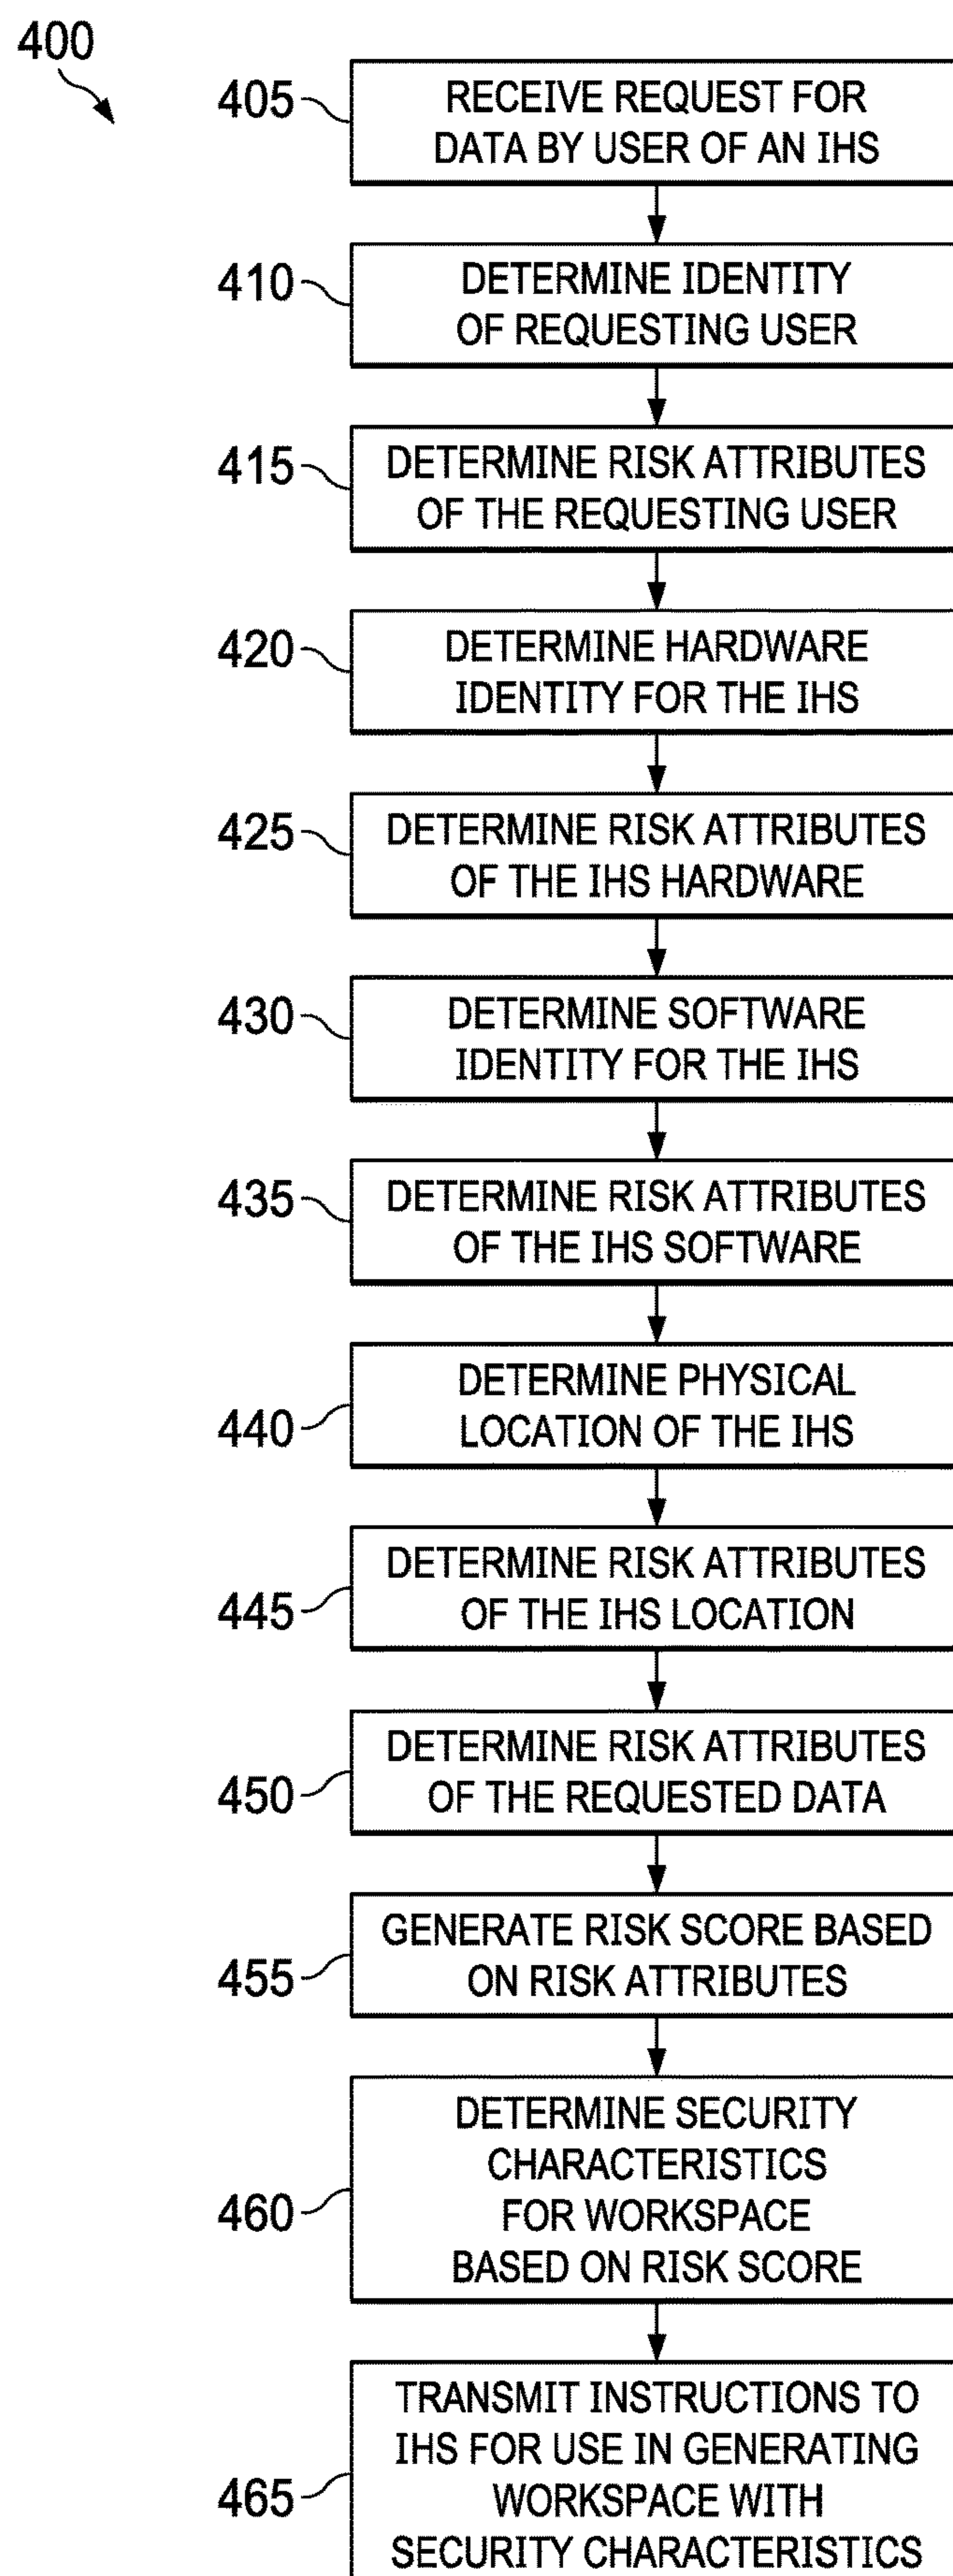 400
405
RECEIVE REQUEST FOR
DATA BY USER OF AN IHS
410
DETERMINE IDENTITY
OF REQUESTING USER
415
DETERMINE RISK ATTRIBUTES
OF THE REQUESTING USER
420
DETERMINE HARDWARE
IDENTITY FOR THE IHS
425
DETERMINE RISK ATTRIBUTES
OF THE IHS HARDWARE
430
DETERMINE SOFTWARE
IDENTITY FOR THE IHS
435
DETERMINE RISK ATTRIBUTES
OF THE IHS SOFTWARE
440
DETERMINE PHYSICAL
LOCATION OF THE IHS
445
DETERMINE RISK ATTRIBUTES
OF THE IHS LOCATION
450
DETERMINE RISK ATTRIBUTES
OF THE REQUESTED DATA
455
GENERATE RISK SCORE BASED
ON RISK ATTRIBUTES
460
DETERMINE SECURITY
CHARACTERISTICS
FOR WORKSPACE
BASED ON RISK SCORE
465
TRANSMIT INSTRUCTIONS TO
IHS FOR USE IN GENERATING
WORKSPACE WITH
SECURITY CHARACTERISTICS